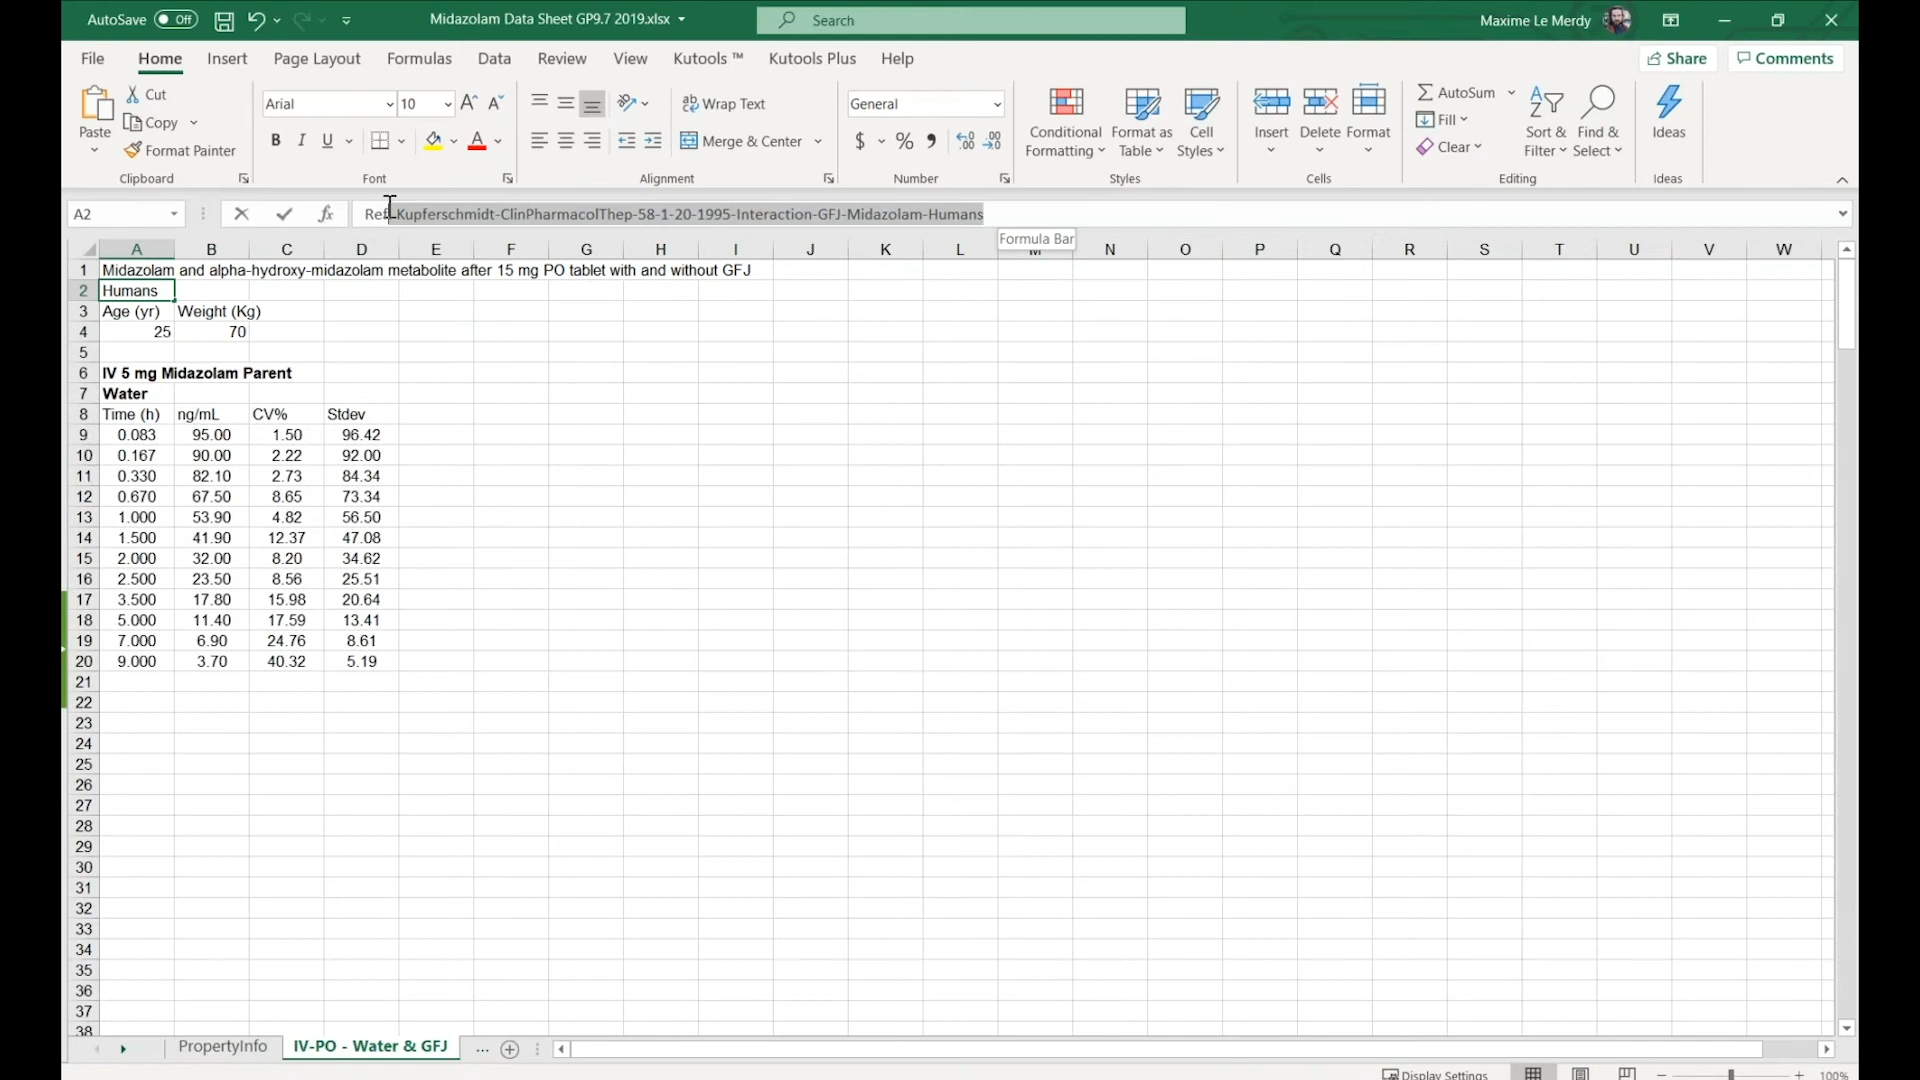 AutoSave Off
Midazolam Data Sheet GP9.7 2019.xlsx
Search
Maxime Le Merdy
File Home Insert Page Layout Formulas Data Review View Kutools ™ Kutools Plus Help
Share Comments
Paste
Cut
Copy
Format Painter
Clipboard
Arial 10
B I U
Font
Wrap Text
Merge & Center
Alignment
General
$ % ,
Number
Conditional Formatting
Format as Table
Cell Styles
Styles
Insert Delete Format
Cells
AutoSum
Fill
Clear
Sort & Filter
Find & Select
Editing
Ideas
Ideas
A2
fx
Kupferschmidt-ClinPharmacolThep-58-1-20-1995-Interaction-GFJ-Midazolam-Humans
Formula Bar
A B C D E F G H I J K L M N O P Q R S T U V W
1 Midazolam and alpha-hydroxy-midazolam metabolite after 15 mg PO tablet with and without GFJ
2 Humans
3 Age (yr) Weight (Kg)
4 25 70
5
6 IV 5 mg Midazolam Parent
7 Water
8 Time (h) ng/mL CV% Stdev
9 0.083 95.00 1.50 96.42
10 0.167 90.00 2.22 92.00
11 0.330 82.10 2.73 84.34
12 0.670 67.50 8.65 73.34
13 1.000 53.90 4.82 56.50
14 1.500 41.90 12.37 47.08
15 2.000 32.00 8.20 34.62
16 2.500 23.50 8.56 25.51
17 3.500 17.80 15.98 20.64
18 5.000 11.40 17.59 13.41
19 7.000 6.90 24.76 8.61
20 9.000 3.70 40.32 5.19
21
22
23
24
25
26
27
28
29
30
31
32
33
34
35
36
37
38
PropertyInfo IV-PO - Water & GFJ ...
Display Settings 100%